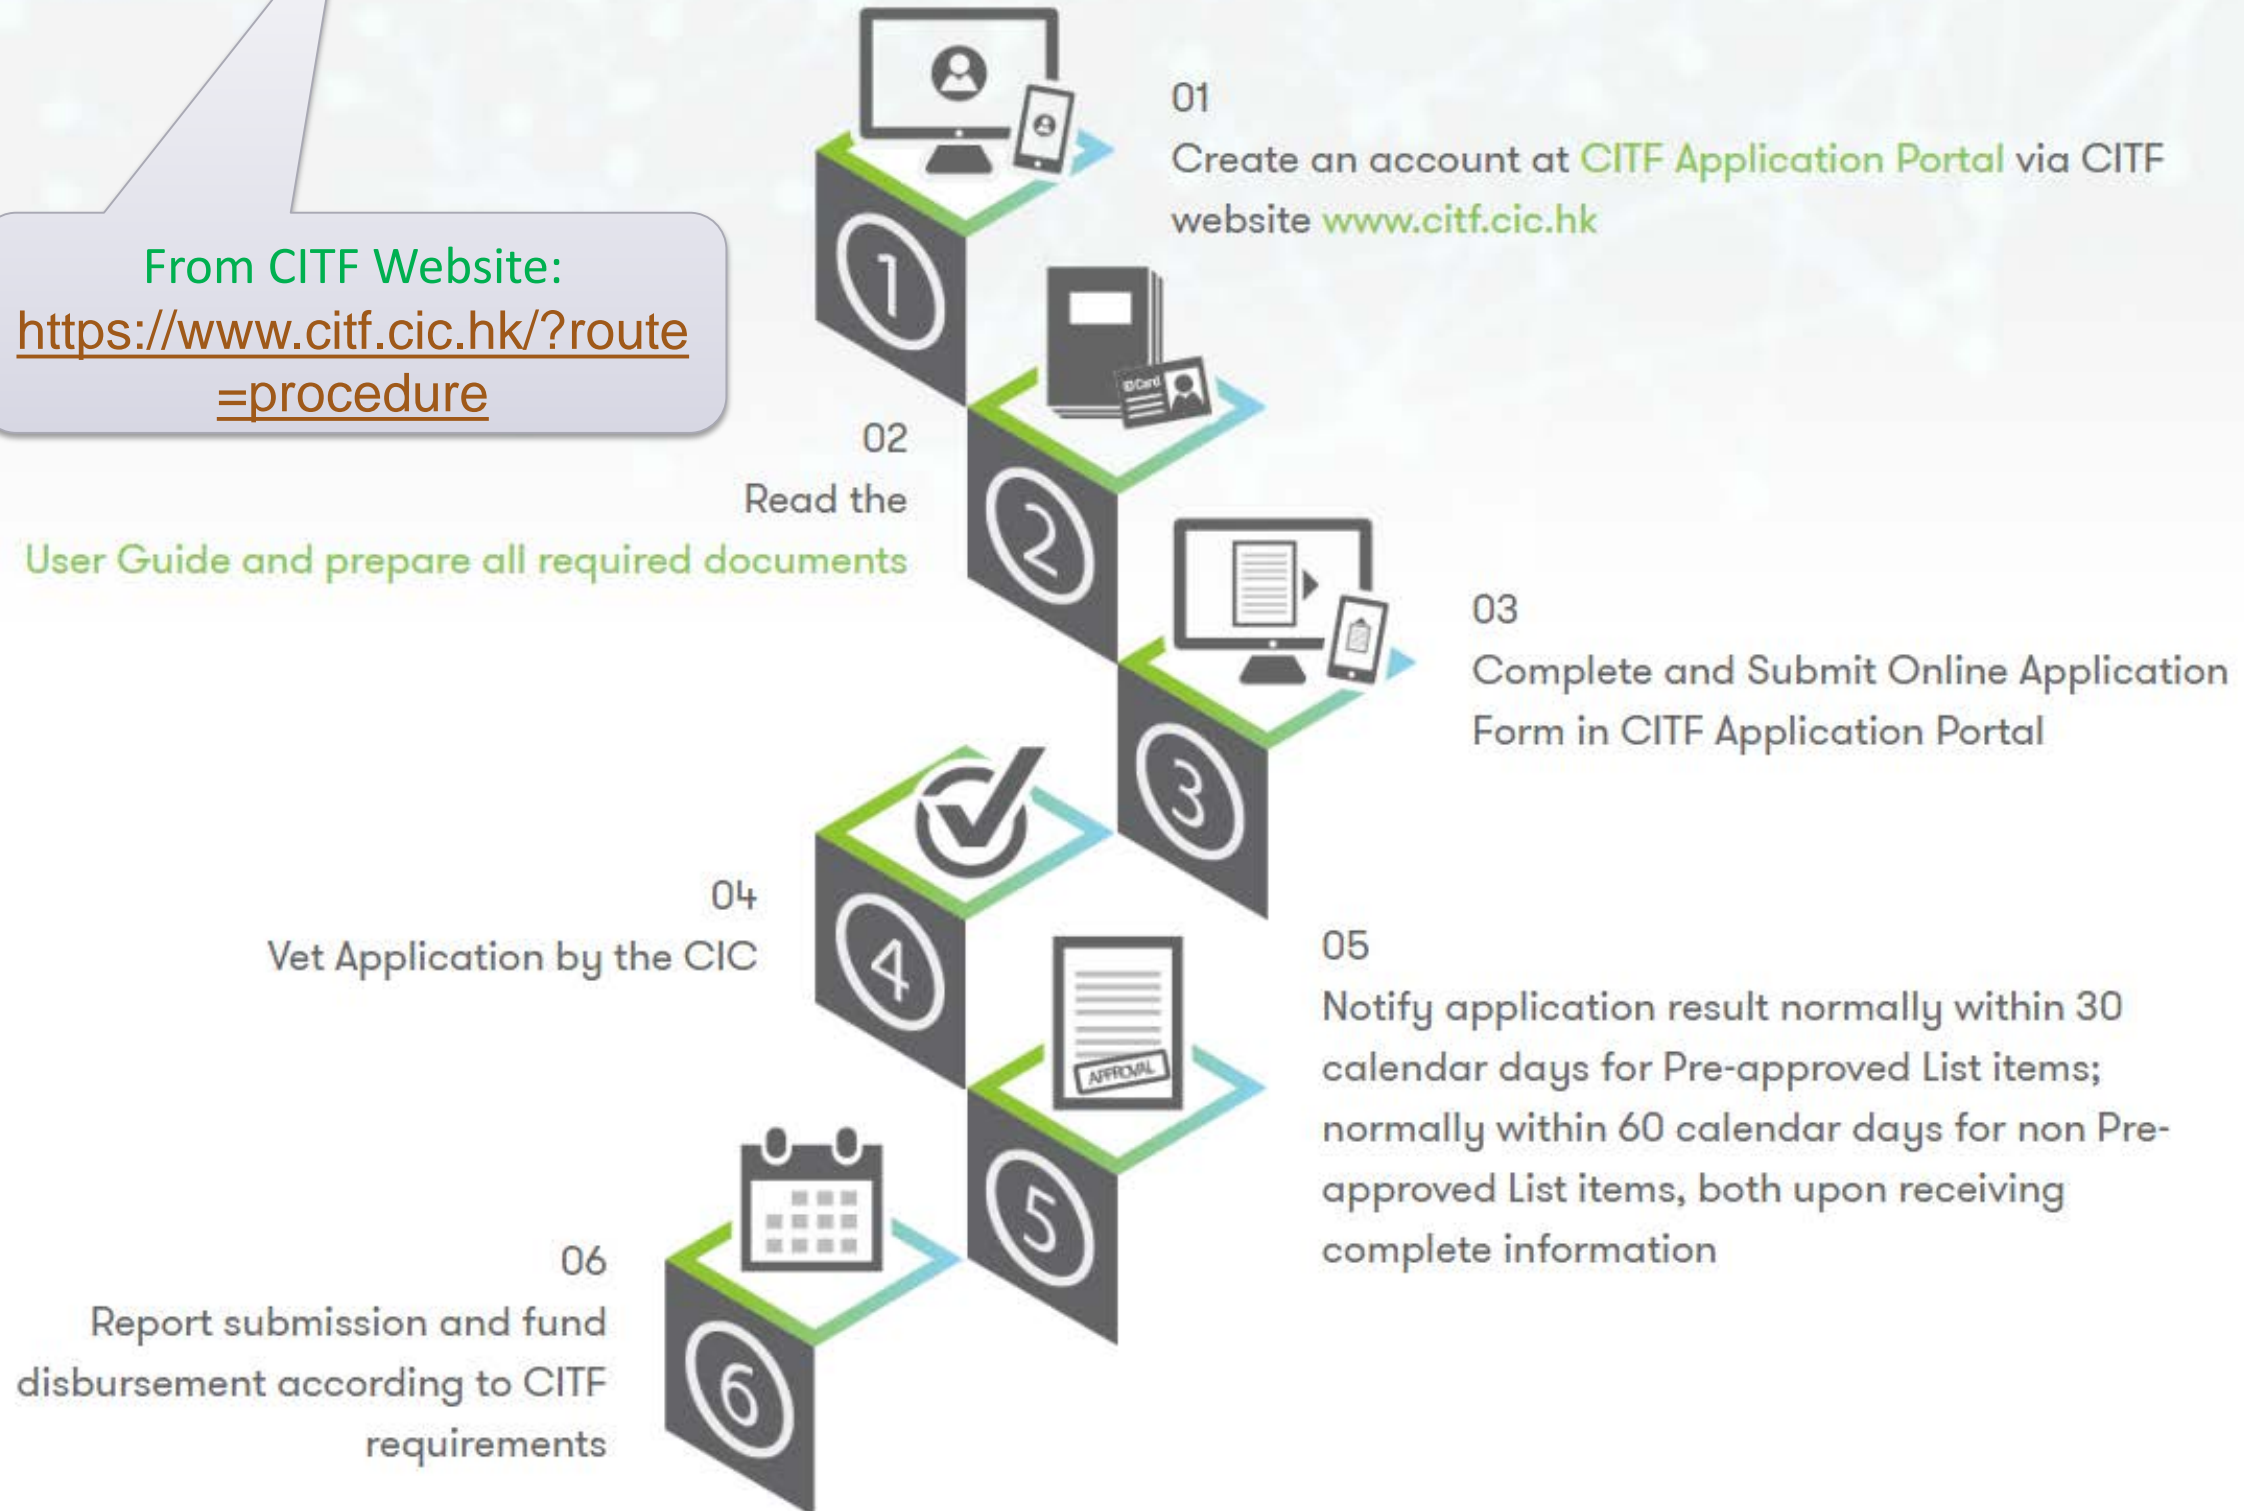 01
Create an account at CITF Application Portal via CITF
website www.citf.cic.hk
From CITF Website:
https://www.citf.cic.hk/?route
=procedure
1
ID Card
02
Read the
User Guide and prepare all required documents
2
03
Complete and Submit Online Application
Form in CITF Application Portal
3
04
Vet Application by the CIC
4
05
Notify application result normally within 30
calendar days for Pre-approved List items;
normally within 60 calendar days for non Pre-
approved List items, both upon receiving
complete information
APPROVAL
5
06
Report submission and fund
disbursement according to CITF
requirements
6